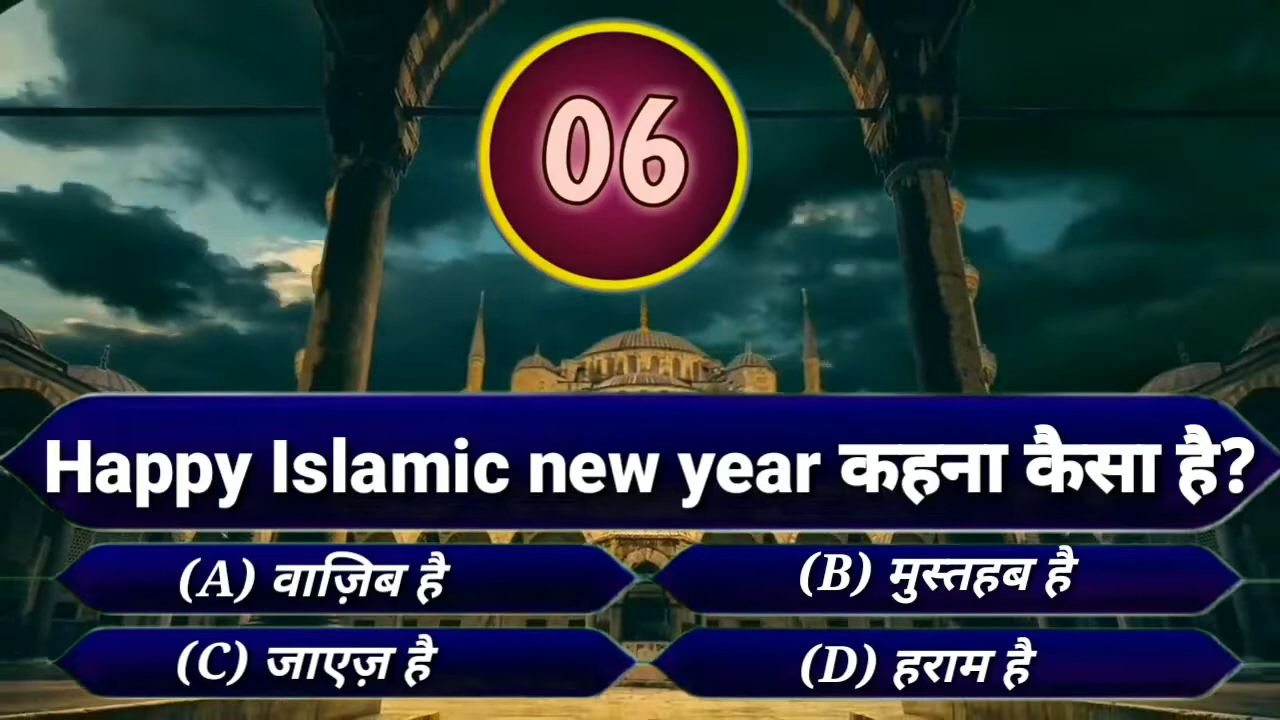 06
Happy Islamic new year कहना कैसा है?
(A) वाज़िब है
(B) मुस्तहब है
(C) जाएज़ है
(D) हराम है